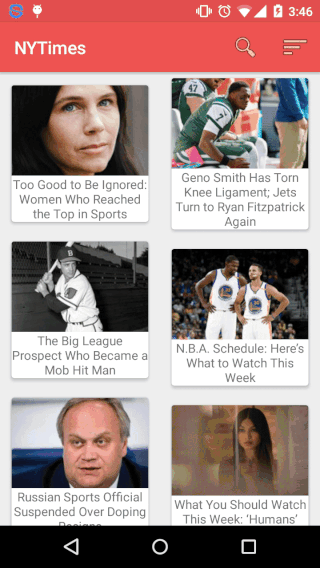 3:46
NYTimes
Too Good to Be Ignored:
Women Who Reached
the Top in Sports
Geno Smith Has Torn
Knee Ligament; Jets
Turn to Ryan Fitzpatrick
Again
47
7
The Big League
Prospect Who Became a
Mob Hit Man
B
N.B.A. Schedule: Here's
What to Watch This
Week
Russian Sports Official
Suspended Over Doping
What You Should Watch
This Week: ‘Humans’